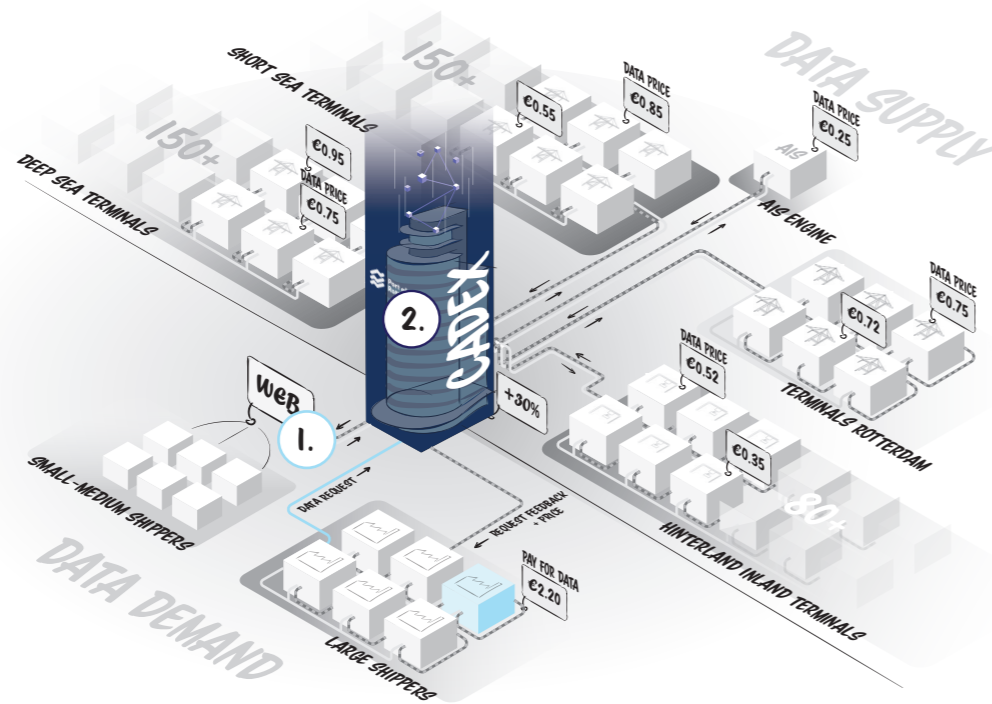 DATA SUPPLY
SHORT SEA TERMINALS
150+
DATA PRICE
€0.55
€0.85
DATA PRICE
€0.25
AIS
AIS ENGINE
150+
€0.95
DATA PRICE
€0.75
DEEP SEA TERMINALS
CADEX
2.
DATA PRICE
€0.75
€0.72
TERMINALS ROTTERDAM
DATA PRICE
€0.52
€0.35
80+
HINTERLAND INLAND TERMINALS
+30%
WEB
1.
SMALL-MEDIUM SHIPPERS
DATA REQUEST
REQUEST FEEDBACK
+ PRICE
PAY FOR DATA
€2.20
LARGE SHIPPERS
DATA DEMAND